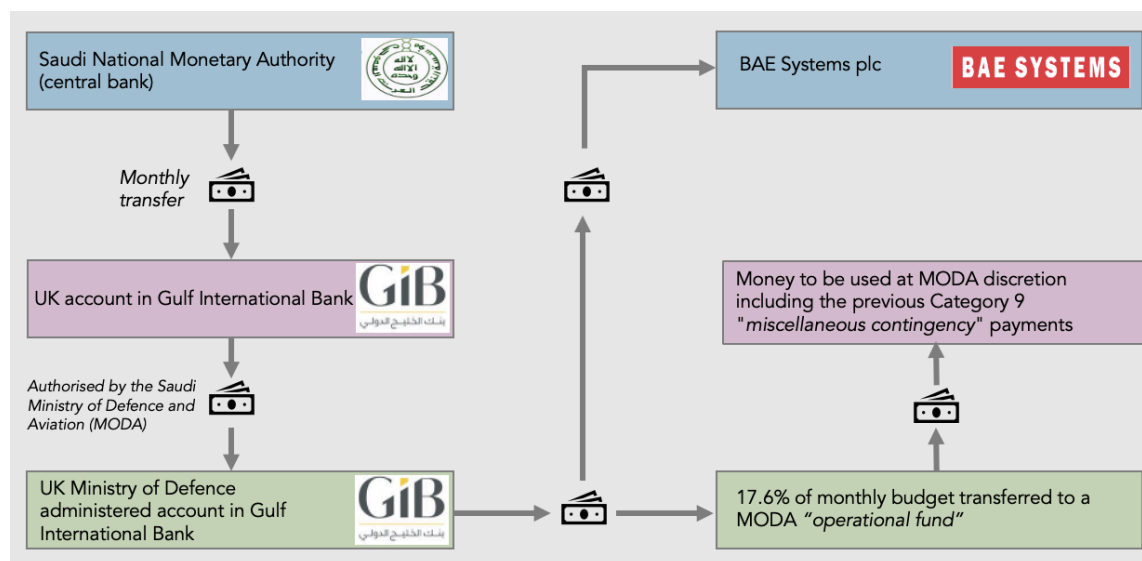 Saudi National Monetary Authority
(central bank)
BAE Systems plc
BAE SYSTEMS
Monthly
transfer
UK account in Gulf International Bank
GiB
بنك الخليج الدولي
Money to be used at MODA discretion
including the previous Category 9
"miscellaneous contingency" payments
Authorised by the Saudi
Ministry of Defence and
Aviation (MODA)
UK Ministry of Defence
administered account in Gulf
International Bank
GiB
بنك الخليج الدولي
17.6% of monthly budget transferred to a
MODA “operational fund”